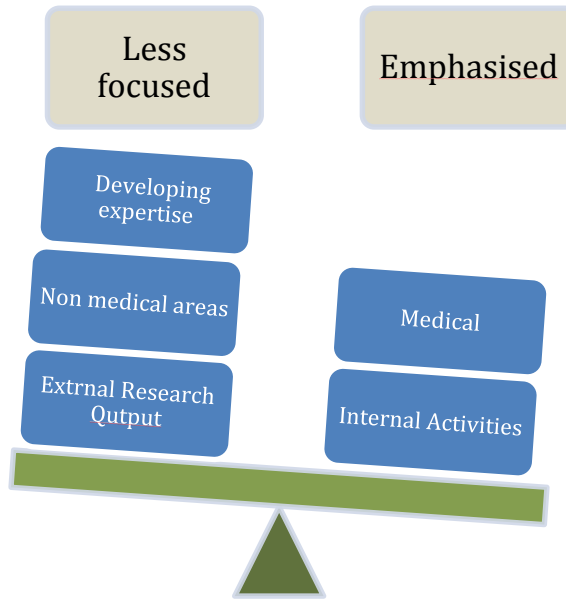 Less
focused
Emphasised
Developing
expertise
Non medical areas
Extrnal Research
Qutput
Medical
Internal Activities